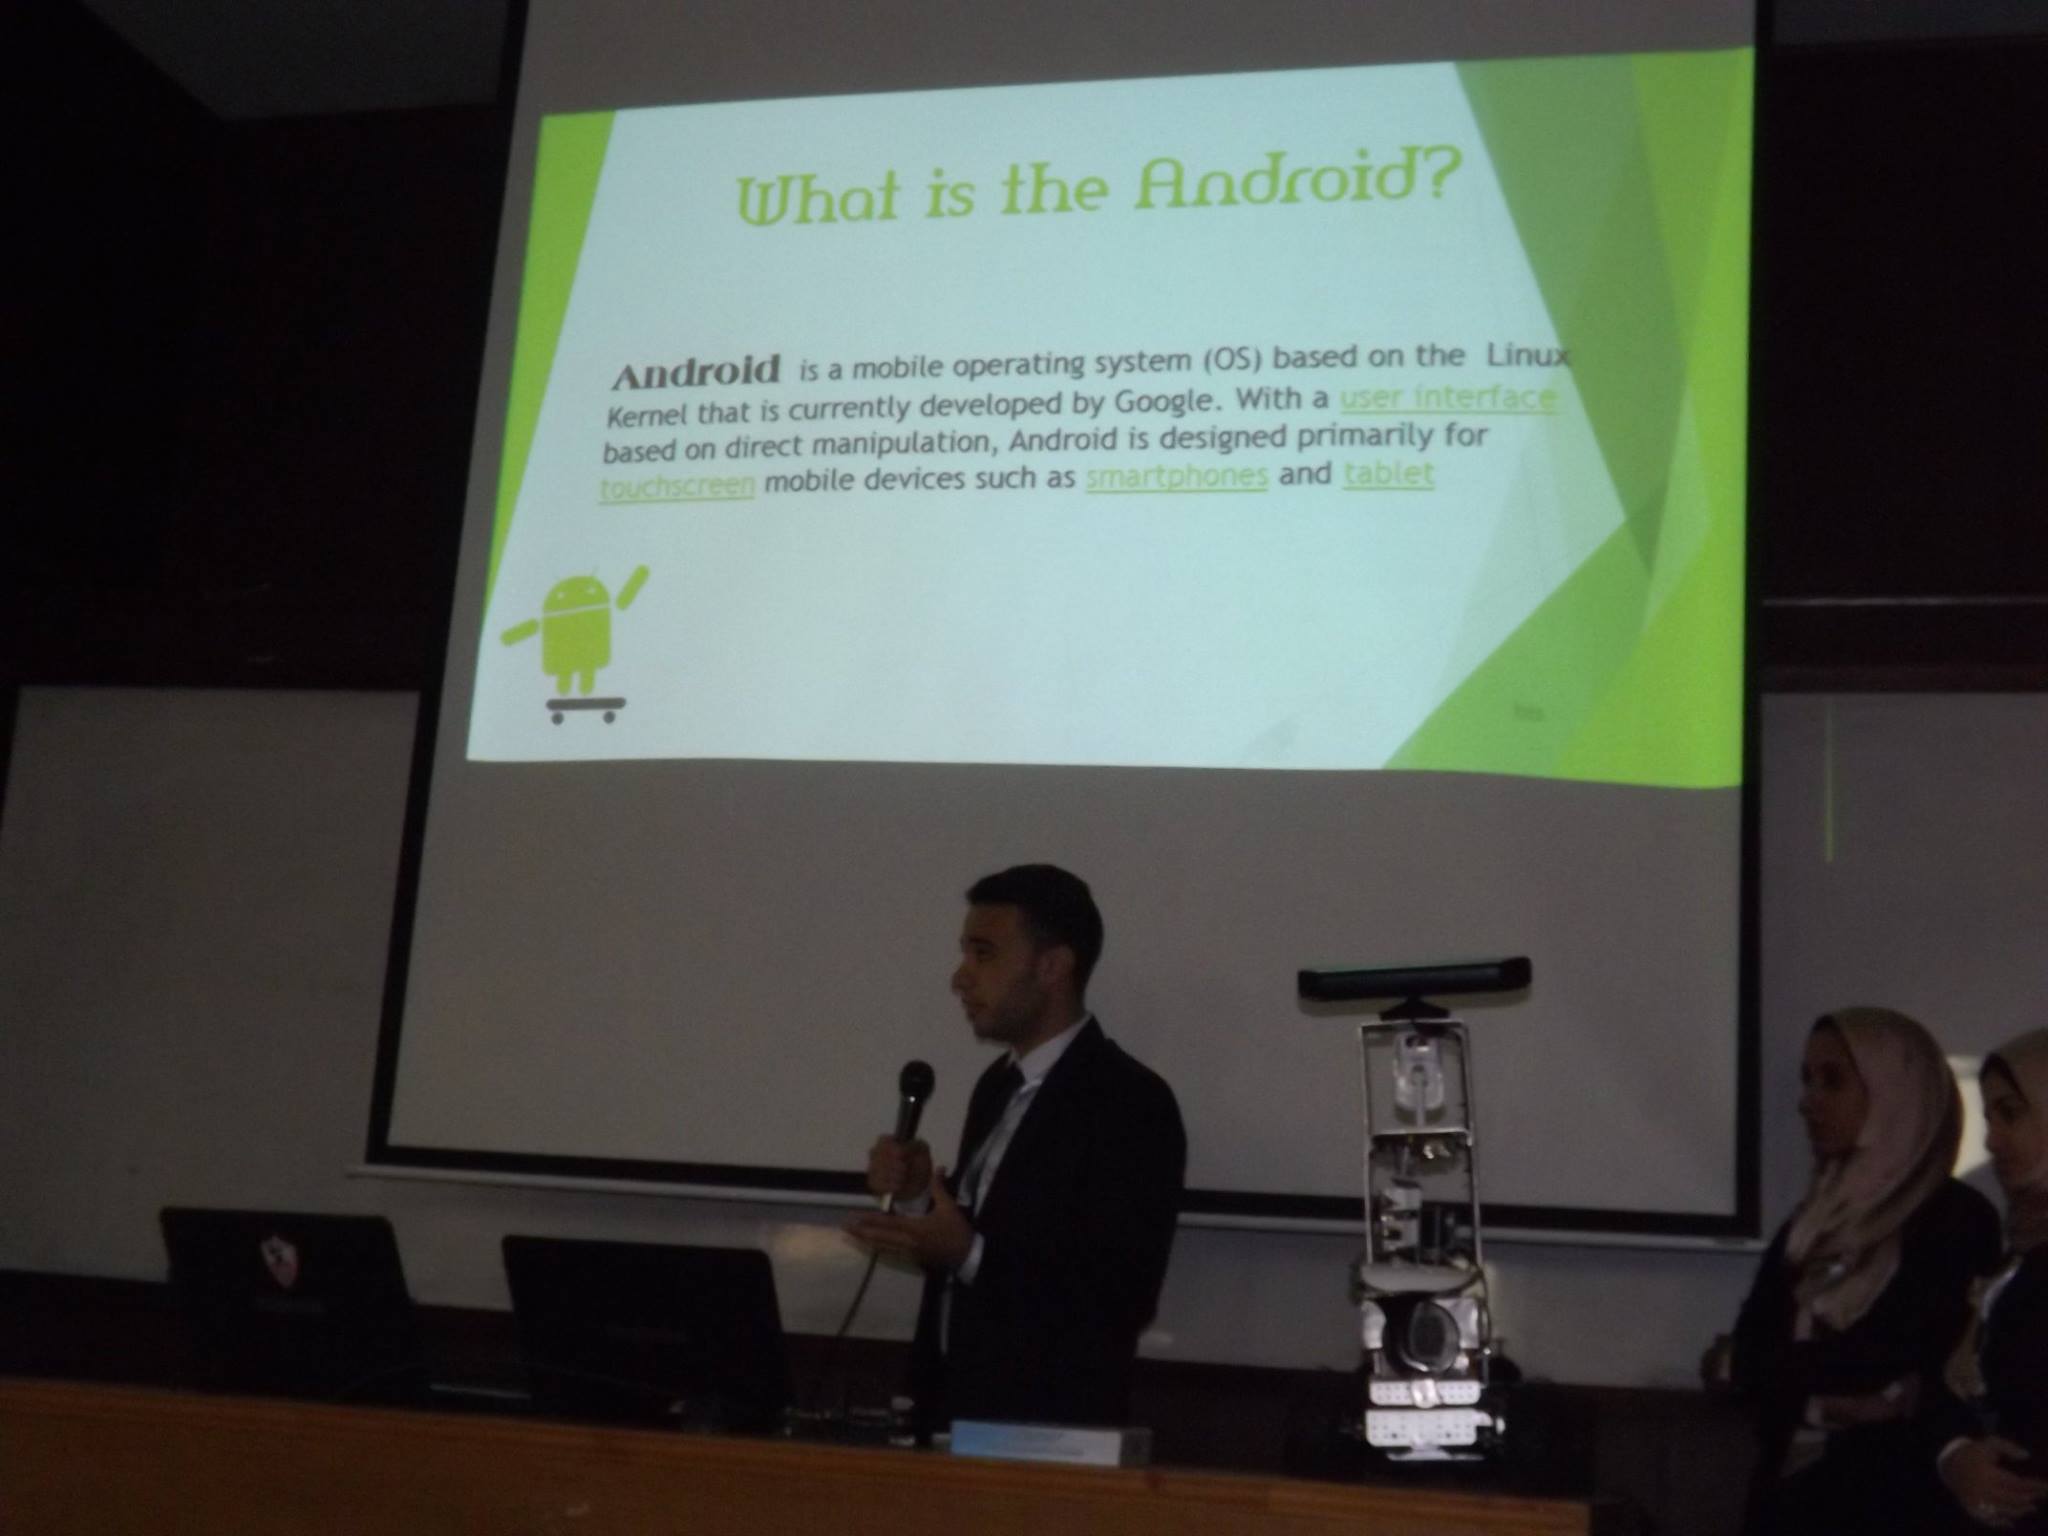 What is the Android?
Android is a mobile operating system (OS) based on the Linux
Kernel that is currently developed by Google. With a user interface
based on direct manipulation, Android is designed primarily for
touchscreen mobile devices such as smartphones and tablet